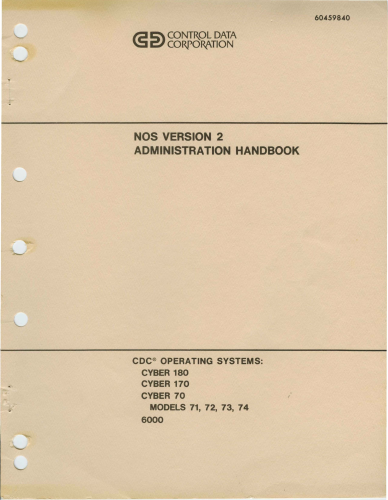 60459840
CONTROL DATA
CORPORATION
NOS VERSION 2
ADMINISTRATION HANDBOOK
CDC® OPERATING SYSTEMS:
CYBER 180
CYBER 170
CYBER 70
MODELS 71, 72, 73, 74
6000